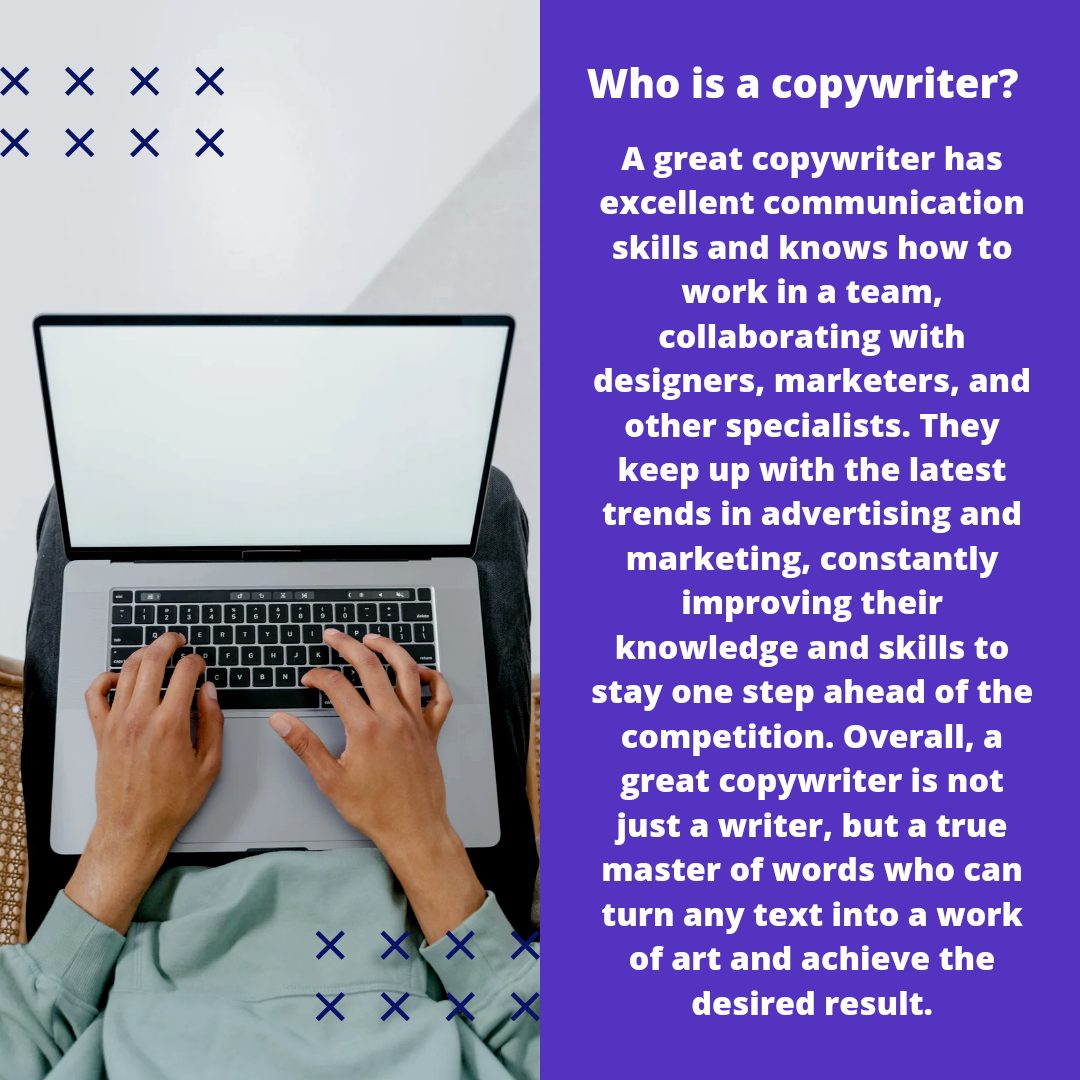 Who is a copywriter?
A great copywriter has
excellent communication
skills and knows how to
work in a team,
collaborating with
designers, marketers, and
other specialists. They
keep up with the latest
trends in advertising and
marketing, constantly
improving their
knowledge and skills to
stay one step ahead of the
competition. Overall, a
great copywriter is not
just a writer, but a true
master of words who can
turn any text into a work
of art and achieve the
desired result.